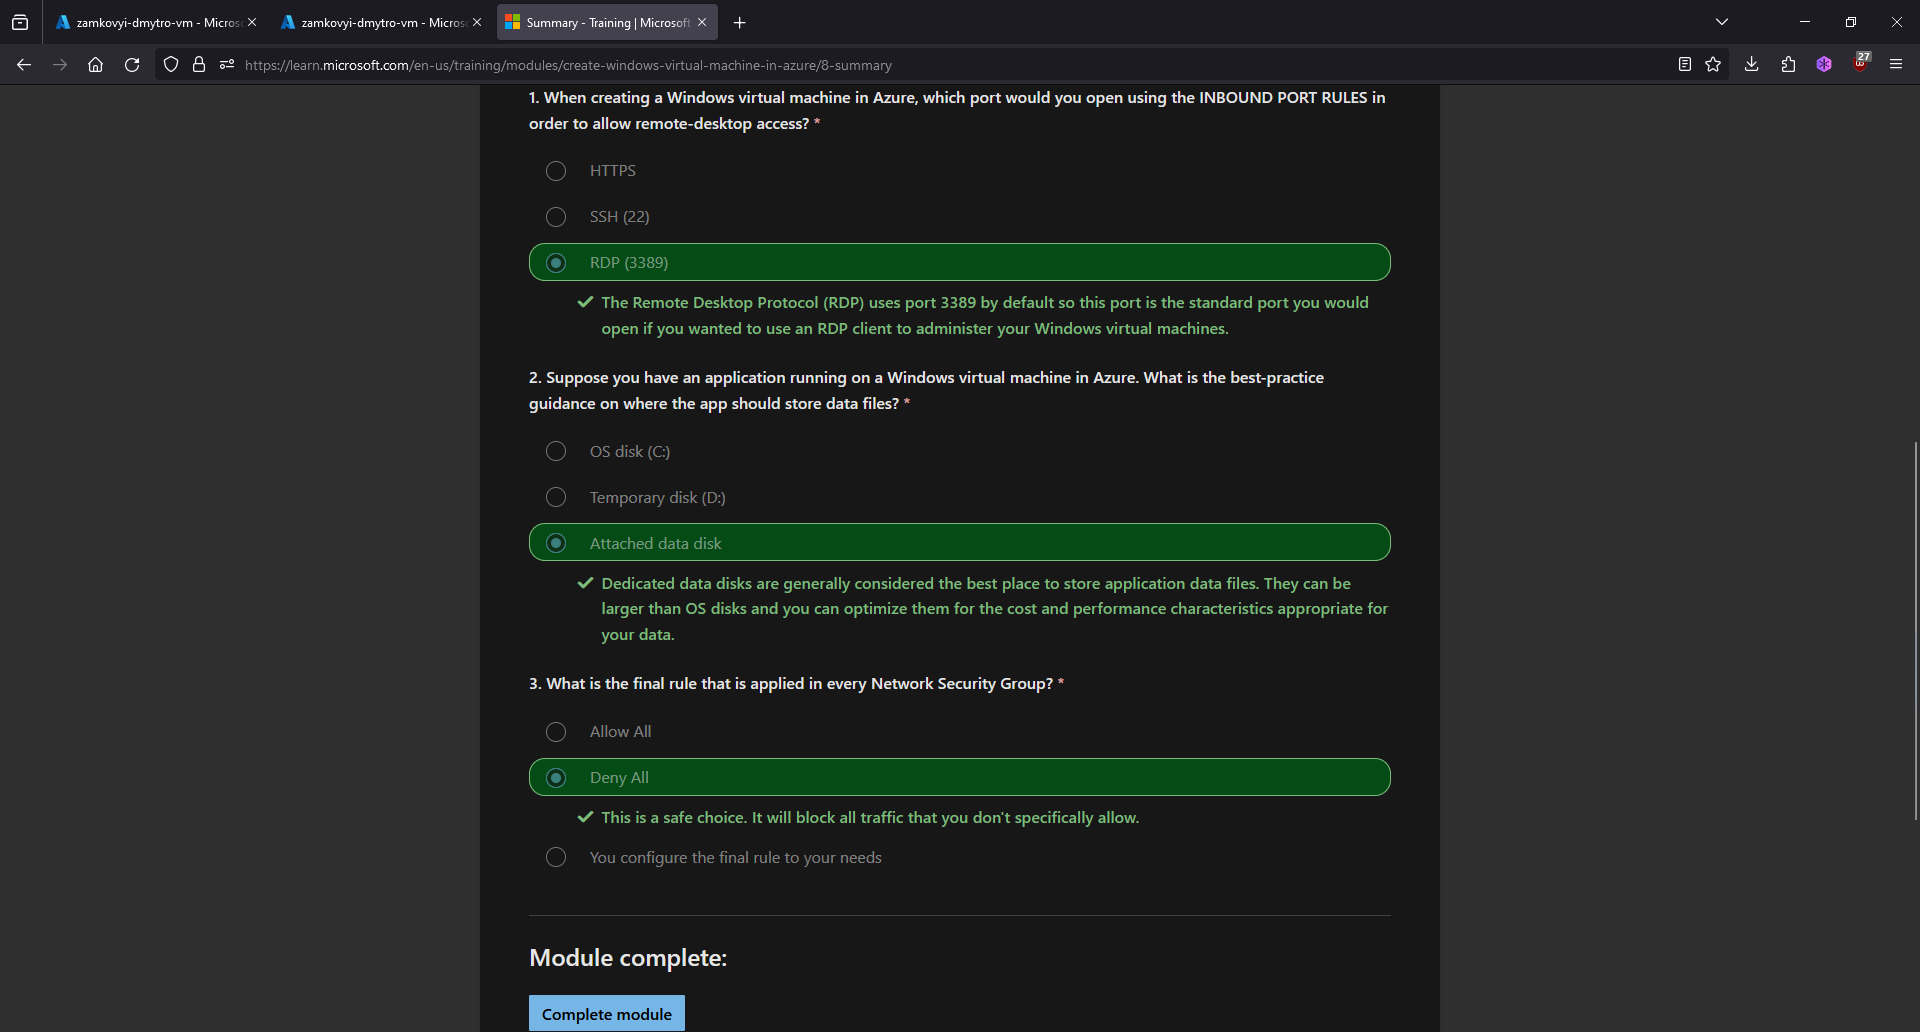 zamkovyi-dmytro-vm - Micros
zamkovyi-dmytro-vm - Micros
Summary - Training | Microsoft
https://learn.microsoft.com/en-us/training/modules/create-windows-virtual-machine-in-azure/8-summary
27
1. When creating a Windows virtual machine in Azure, which port would you open using the INBOUND PORT RULES in
order to allow remote-desktop access? *
HTTPS
SSH (22)
RDP (3389)
The Remote Desktop Protocol (RDP) uses port 3389 by default so this port is the standard port you would
open if you wanted to use an RDP client to administer your Windows virtual machines.
2. Suppose you have an application running on a Windows virtual machine in Azure. What is the best-practice
guidance on where the app should store data files? *
OS disk (C:)
Temporary disk (D:)
Attached data disk
Dedicated data disks are generally considered the best place to store application data files. They can be
larger than OS disks and you can optimize them for the cost and performance characteristics appropriate for
your data.
3. What is the final rule that is applied in every Network Security Group? *
Allow All
Deny All
This is a safe choice. It will block all traffic that you don't specifically allow.
You configure the final rule to your needs
Module complete:
Complete module